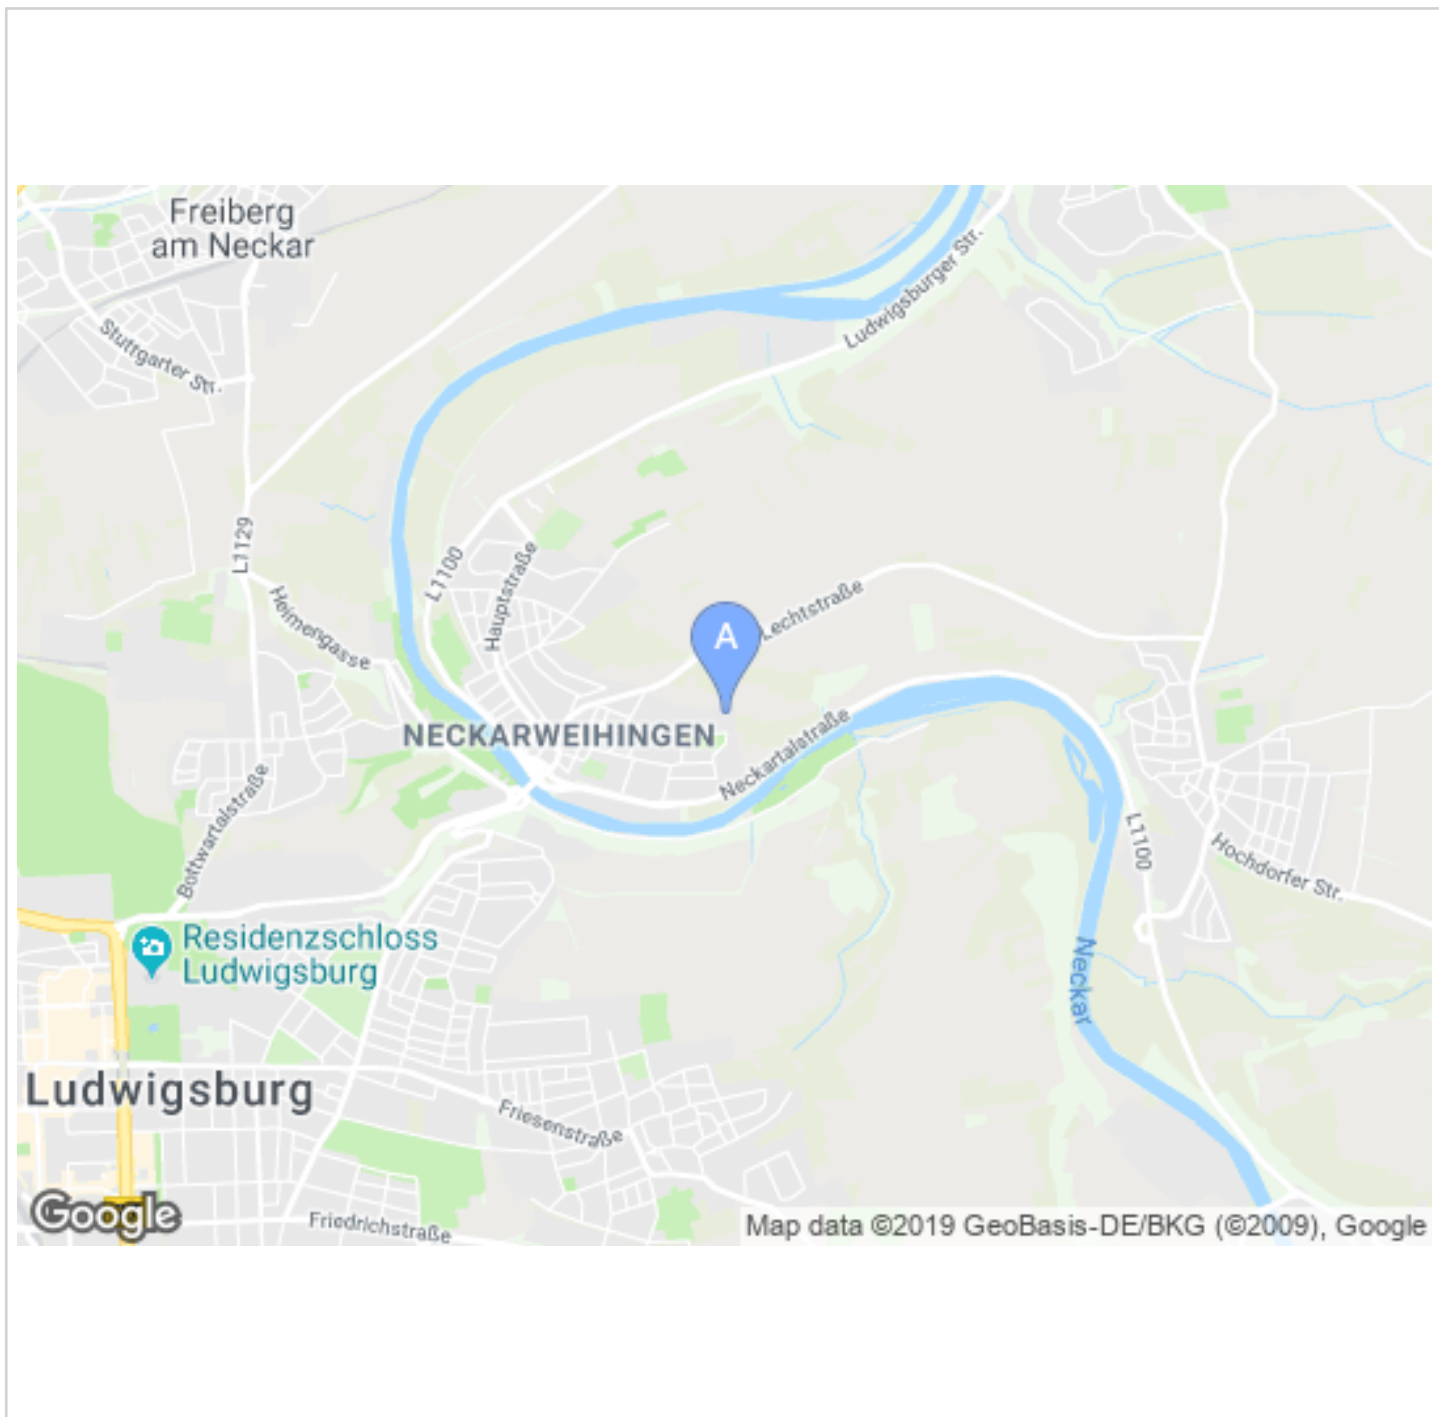 Freiberg
am Neckar
Ludwigsburger Str.
Stuttgarter Str.
L1129
L1100
Hauptstraße
Heimengasse
Lechtstraße
A
NECKARWEIHINGEN
Neckartalstraße
Bottwartalstraße
L1100
Hochdorfer Str.
Residenzschloss
Ludwigsburg
Neckar
Ludwigsburg
Friesenstraße
Google
Friedrichstraße
Map data ©2019 GeoBasis-DE/BKG (©2009), Google